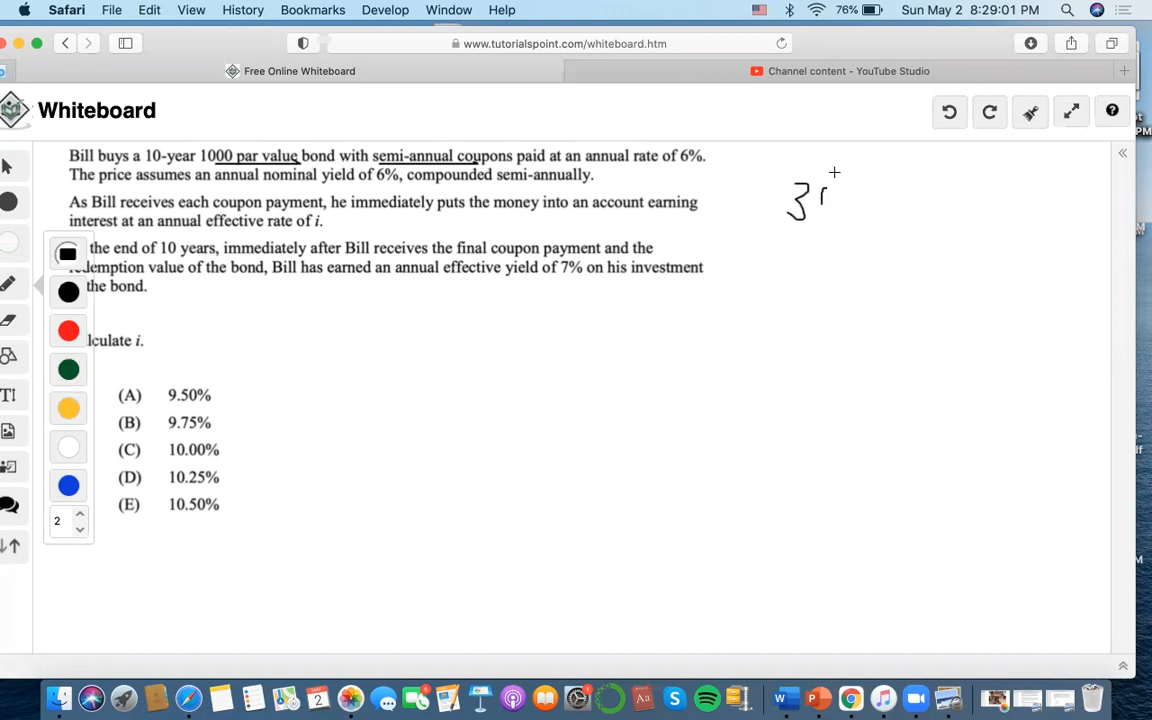 Safari File Edit View History Bookmarks Develop Window Help 76% Sun May 2 8:29:01 PM
www.tutorialspoint.com/whiteboard.htm
Free Online Whiteboard Channel content - YouTube Studio
Whiteboard
Bill buys a 10-year 1000 par value bond with semi-annual coupons paid at an annual rate of 6%.
The price assumes an annual nominal yield of 6%, compounded semi-annually.
3
As Bill receives each coupon payment, he immediately puts the money into an account earning
interest at an annual effective rate of i.
the end of 10 years, immediately after Bill receives the final coupon payment and the
demption value of the bond, Bill has earned an annual effective yield of 7% on his investment
the bond.
lculate i.
(A) 9.50%
(B) 9.75%
(C) 10.00%
(D) 10.25%
(E) 10.50%
TI
2